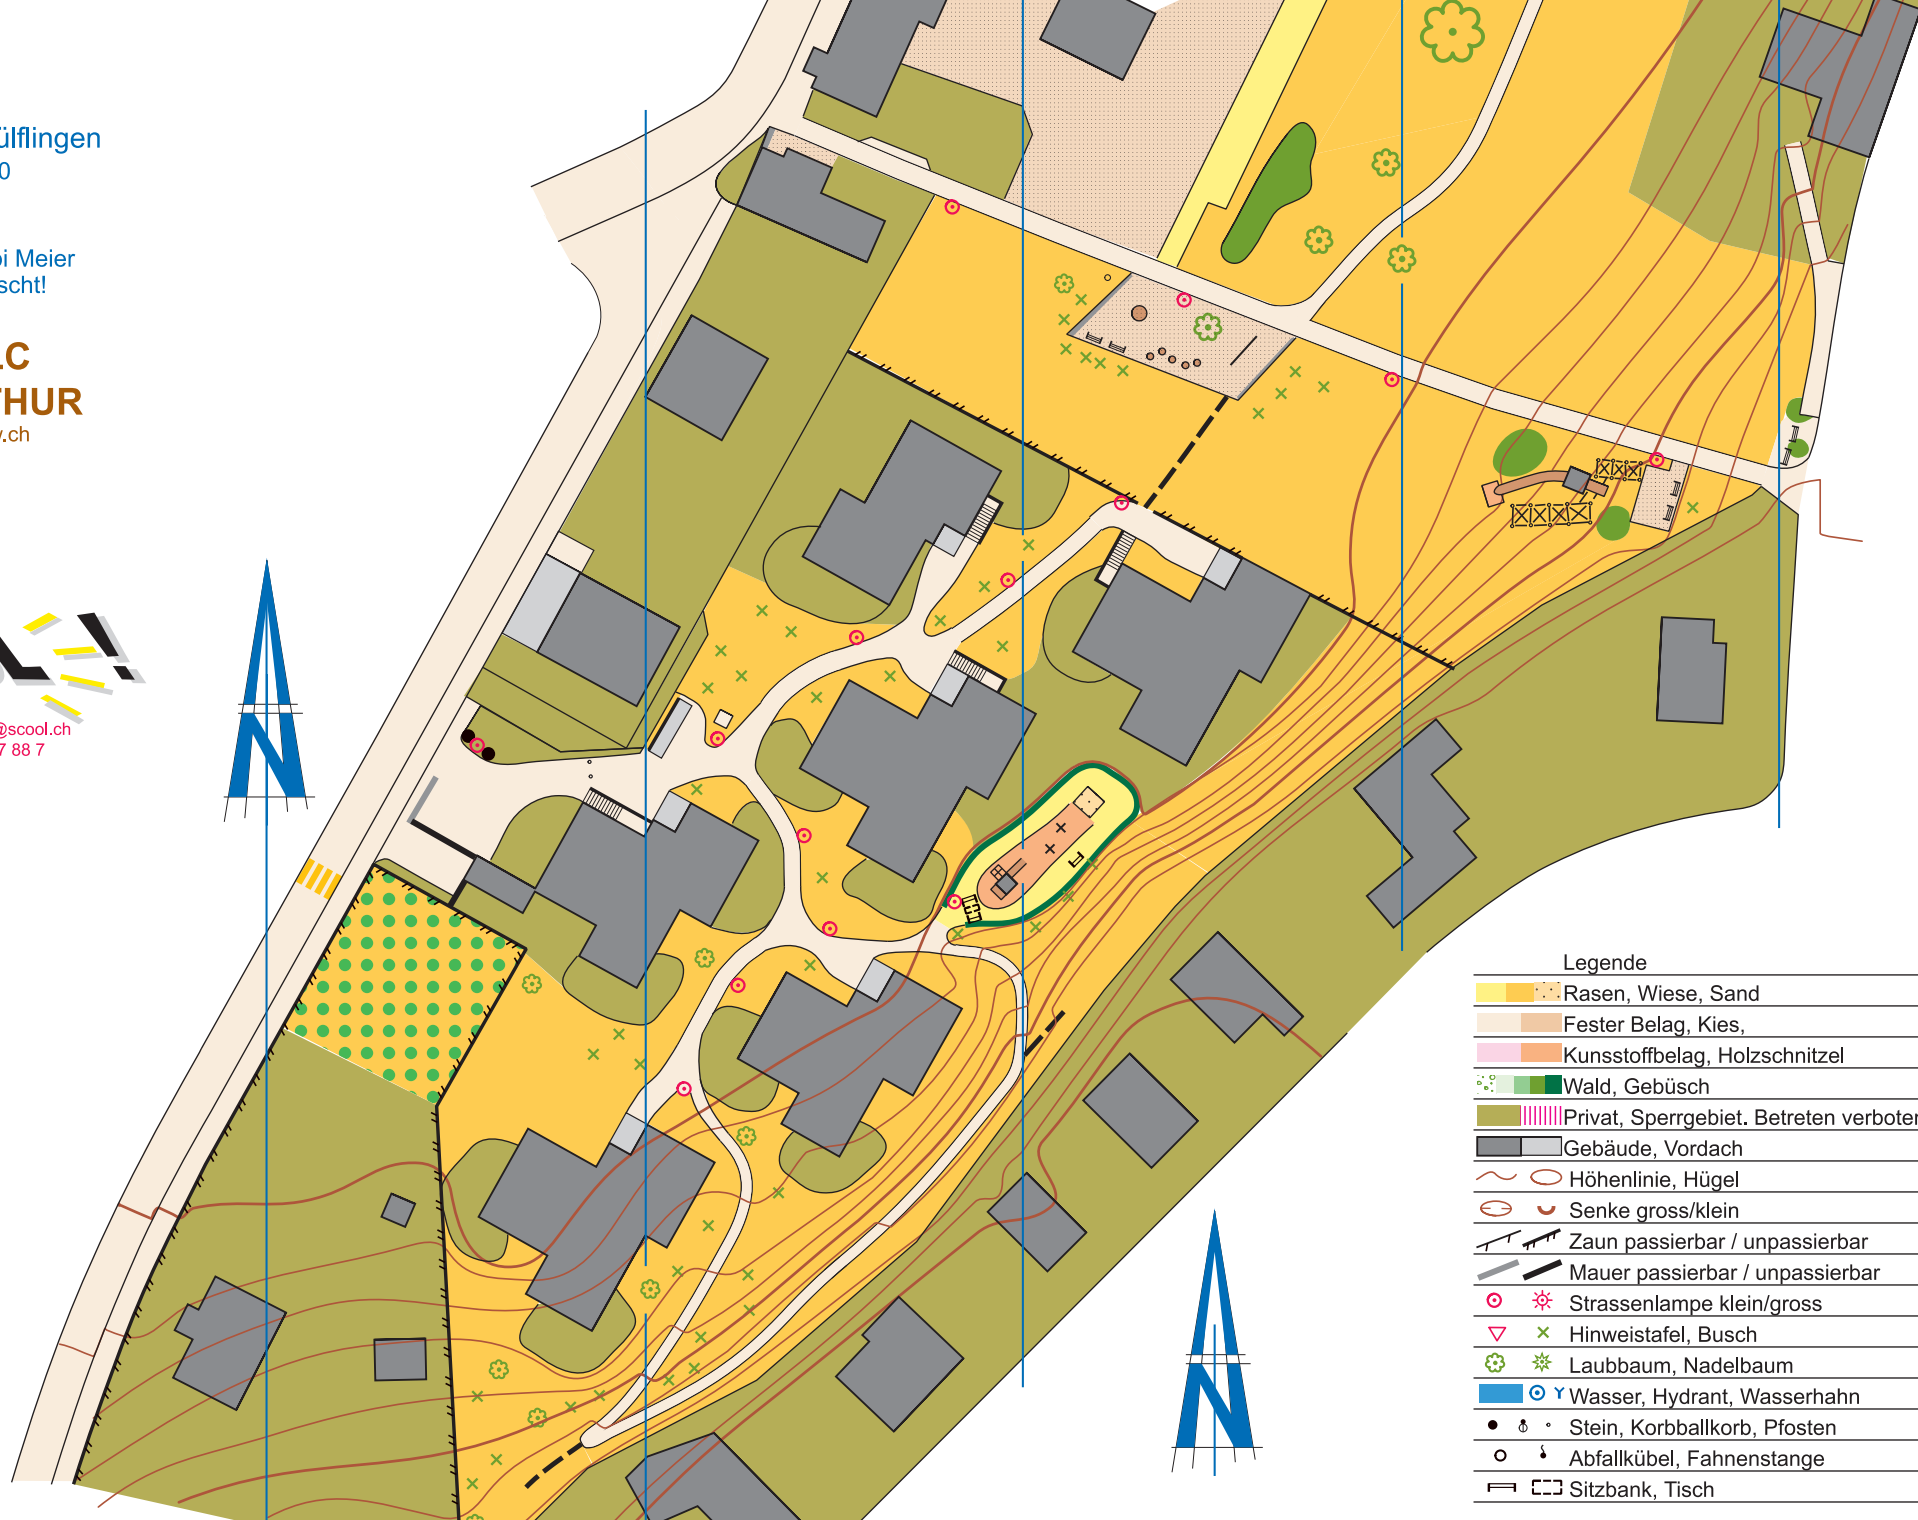 ülflingen
0
oi Meier
scht!
LC
THUR
v.ch
@scool.ch
7 88 7
N
N
Legende
Rasen, Wiese, Sand
Fester Belag, Kies,
Kunsstoffbelag, Holzschnitzel
Wald, Gebüsch
Privat, Sperrgebiet. Betreten verboten
Gebäude, Vordach
Höhenlinie, Hügel
Senke gross/klein
Zaun passierbar / unpassierbar
Mauer passierbar / unpassierbar
Strassenlampe klein/gross
Hinweistafel, Busch
Laubbaum, Nadelbaum
Wasser, Hydrant, Wasserhahn
Stein, Korbballkorb, Pfosten
Abfallkübel, Fahnenstange
Sitzbank, Tisch